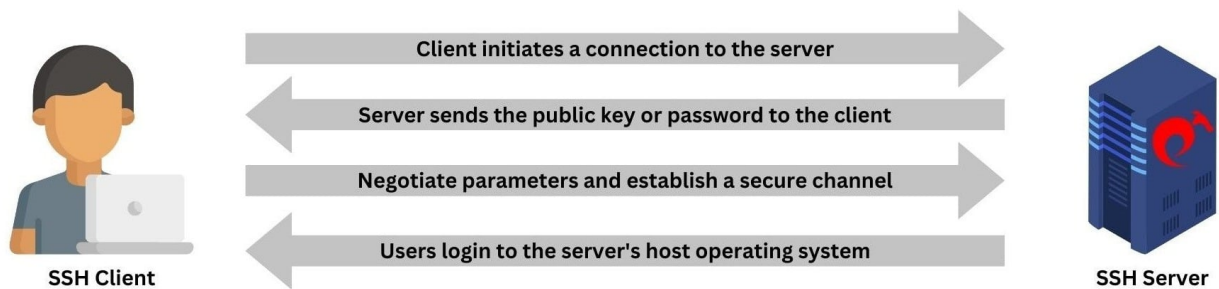 Client initiates a connection to the server
Server sends the public key or password to the client
Negotiate parameters and establish a secure channel
Users login to the server's host operating system
SSH Client
SSH Server